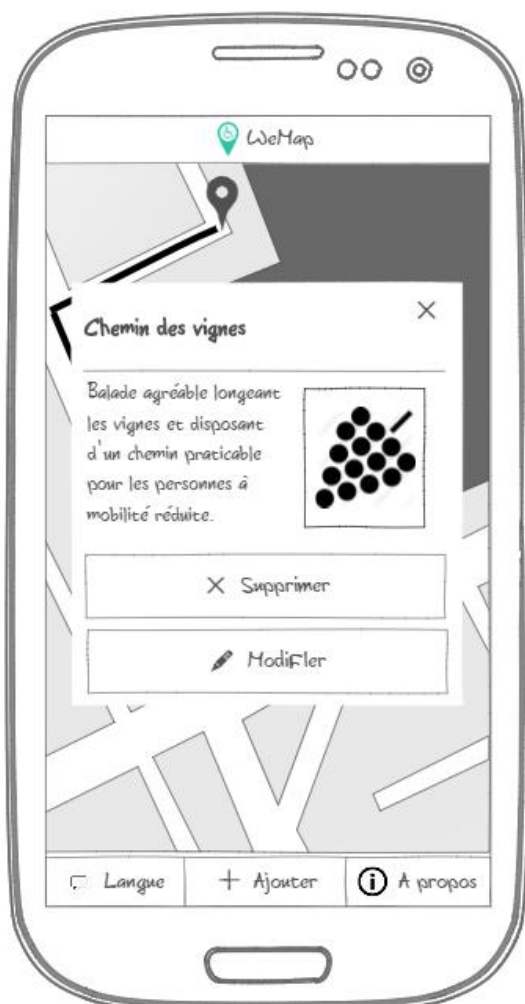 WeMap
Chemin des vignes
Balade agréable longeant
les vignes et disposant
d'un chemin praticable
pour les personnes à
mobilité réduite.
Supprimer
Modifier
Langue
Ajouter
A propos